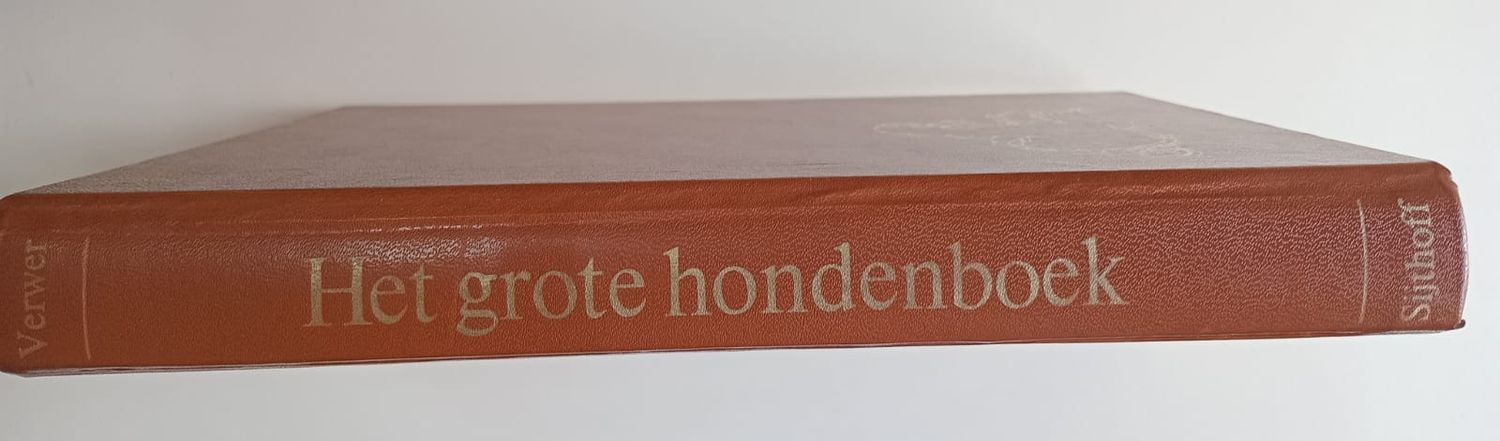 Verwer
Het grote hondenboek
Sijthoff